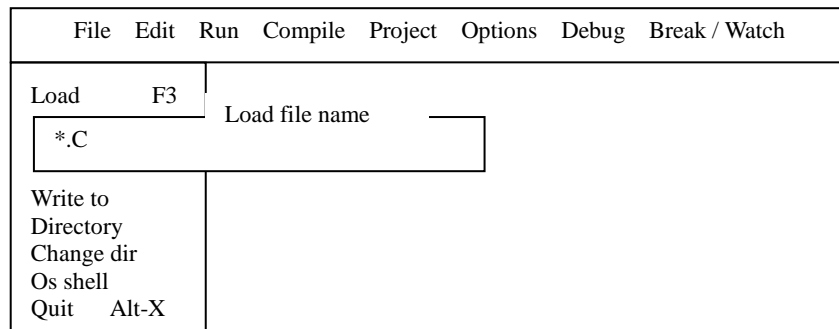 File Edit Run Compile Project Options Debug Break / Watch
Load F3
Load file name
*.C
Write to
Directory
Change dir
Os shell
Quit Alt-X